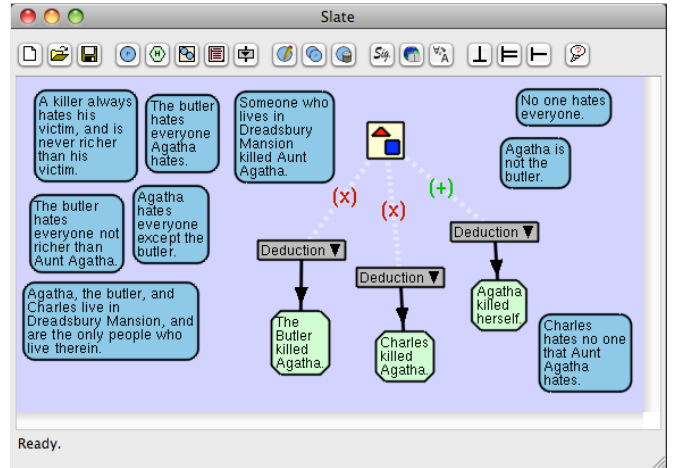 Slate
Sig.
A killer always
hates his
victim, and is
never richer
than his
victim.
The butler
hates
everyone
Agatha
hates.
Someone who
lives in
Dreadsbury
Mansion
killed Aunt
Agatha.
No one hates
everyone.
Agatha is
not the
butler.
The butler
hates
everyone not
richer than
Aunt Agatha.
Agatha
hates
everyone
except the
butler.
(x)
(x)
(+)
Deduction ▼
Deduction ▼
Deduction ▼
Agatha, the butler, and
Charles live in
Dreadsbury Mansion, and
are the only people who
live therein.
The
Butler
killed
Agatha.
Charles
killed
Agatha.
Agatha
killed
herself
Charles
hates no one
that Aunt
Agatha
hates.
Ready.